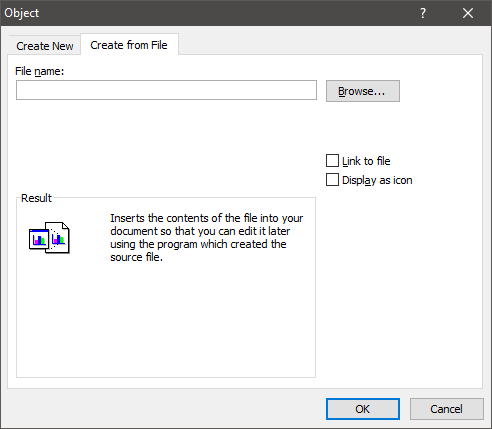 Object
?
Create New
Create from File
File name:
Browse...
Link to file
Display as icon
Result
Inserts the contents of the file into your
document so that you can edit it later
using the program which created the
source file.
OK
Cancel